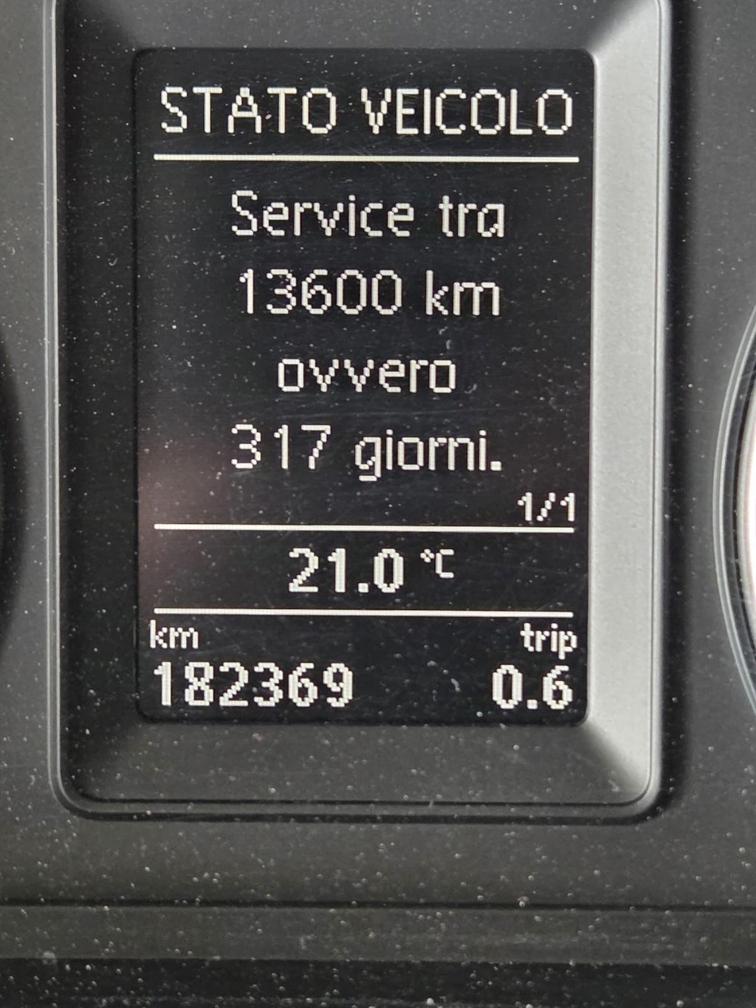 STATO VEICOLO
Service tra
13600 km
ovvero
317 giorni.
1/1
21.0 °C
km trip
182369 0.6